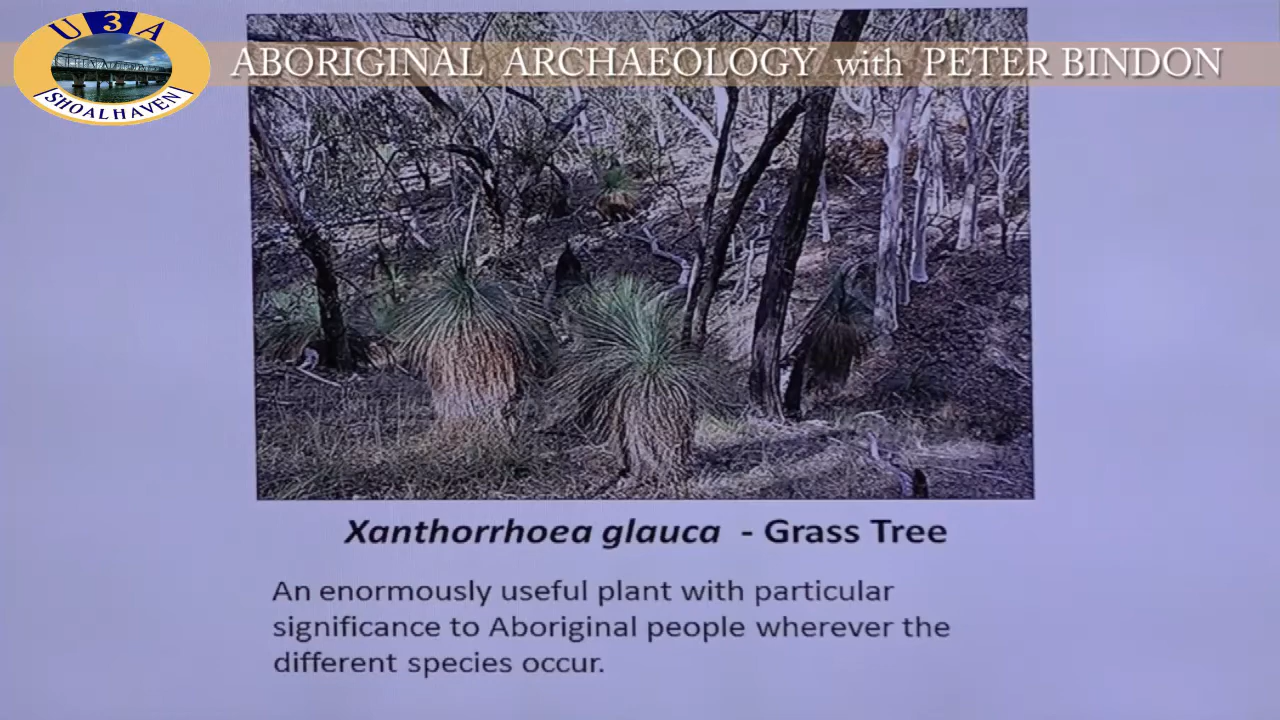 U3A
SHOALHAVEN
ABORIGINAL ARCHAEOLOGY with PETER BINDON
Xanthorrhoea glauca - Grass Tree
An enormously useful plant with particular
significance to Aboriginal people wherever the
different species occur.